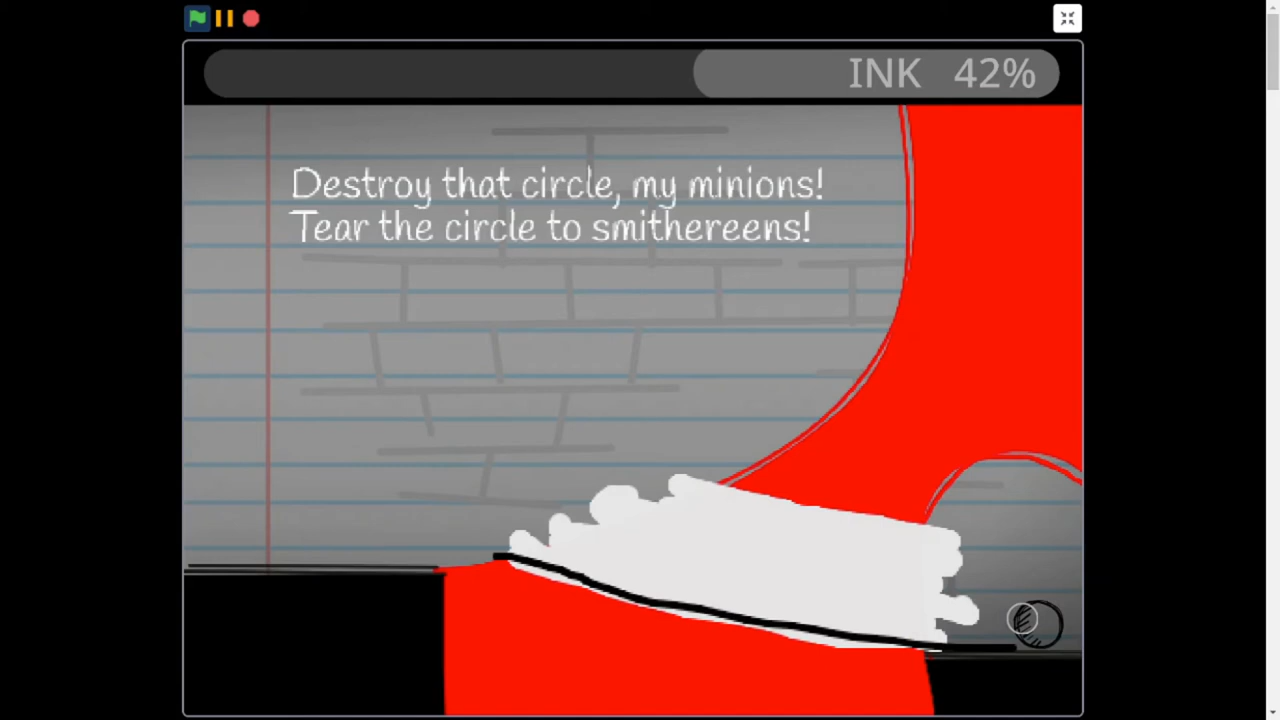 INK 42%
Destroy that circle, my minions!
Tear the circle to smithereens!